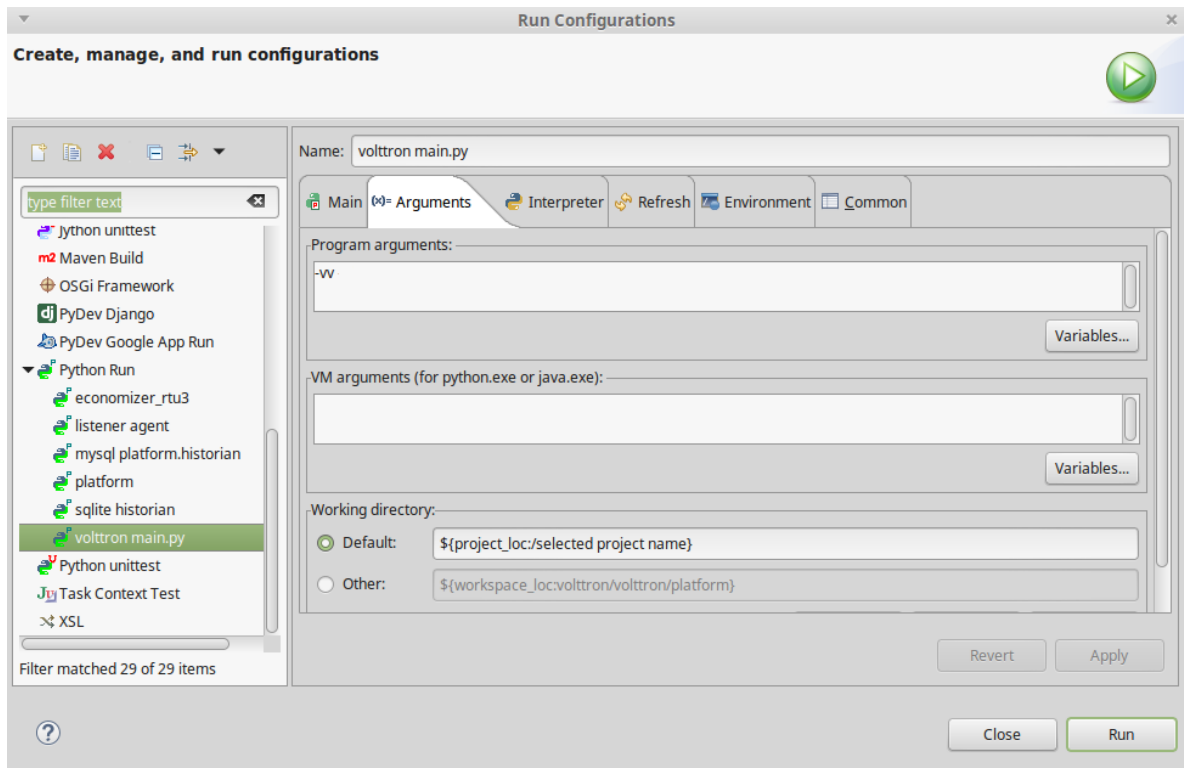 Run Configurations
Create, manage, and run configurations
type filter text
Jython unittest
m2 Maven Build
OSGi Framework
dj PyDev Django
PyDev Google App Run
Python Run
economizer_rtu3
listener agent
mysql platform.historian
platform
sqlite historian
volttron main.py
Python unittest
Ju Task Context Test
XSL
Filter matched 29 of 29 items
Name: volttron main.py
Main (x)= Arguments Interpreter Refresh Environment Common
Program arguments:
-vv
Variables...
VM arguments (for python.exe or java.exe):
Variables...
Working directory:
Default: ${project_loc:/selected project name}
Other: ${workspace_loc:volttron/volttron/platform}
Revert Apply
? Close Run